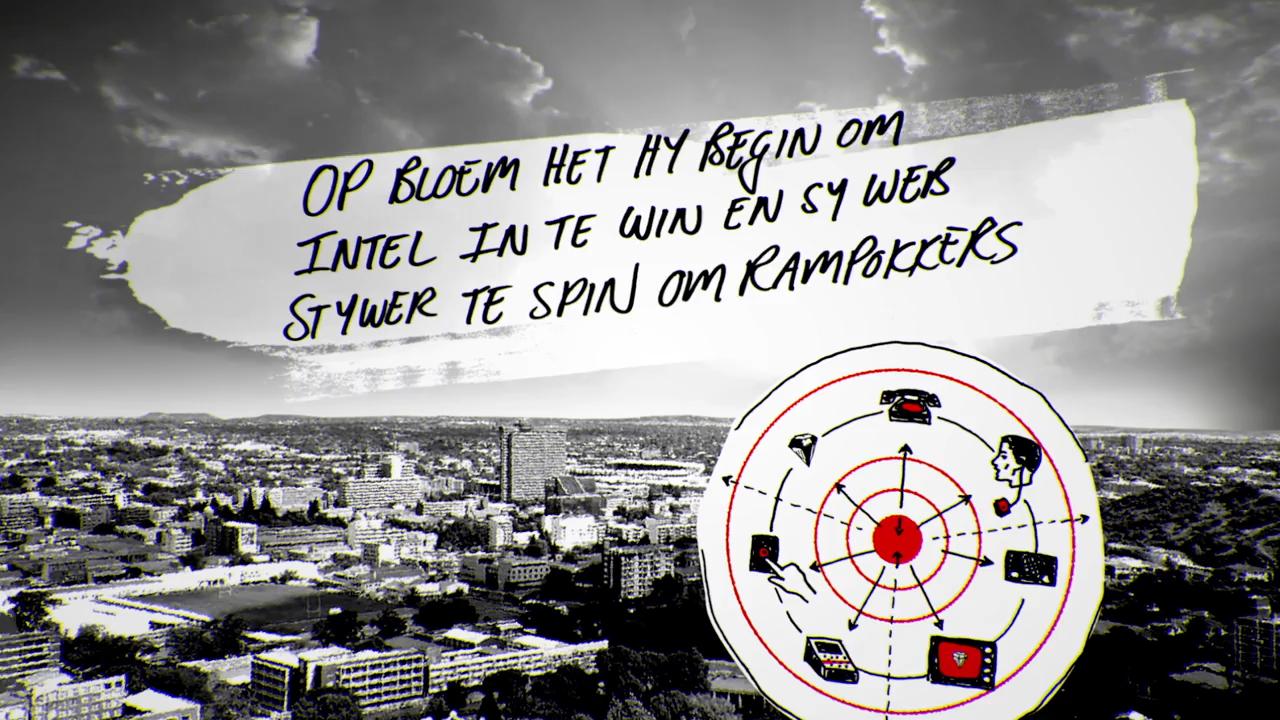 OP BLOEM HET HY BEGIN OM
INTEL IN TE WIN EN SY WEB
STYWER TE SPIN OM RAMPOKKERS